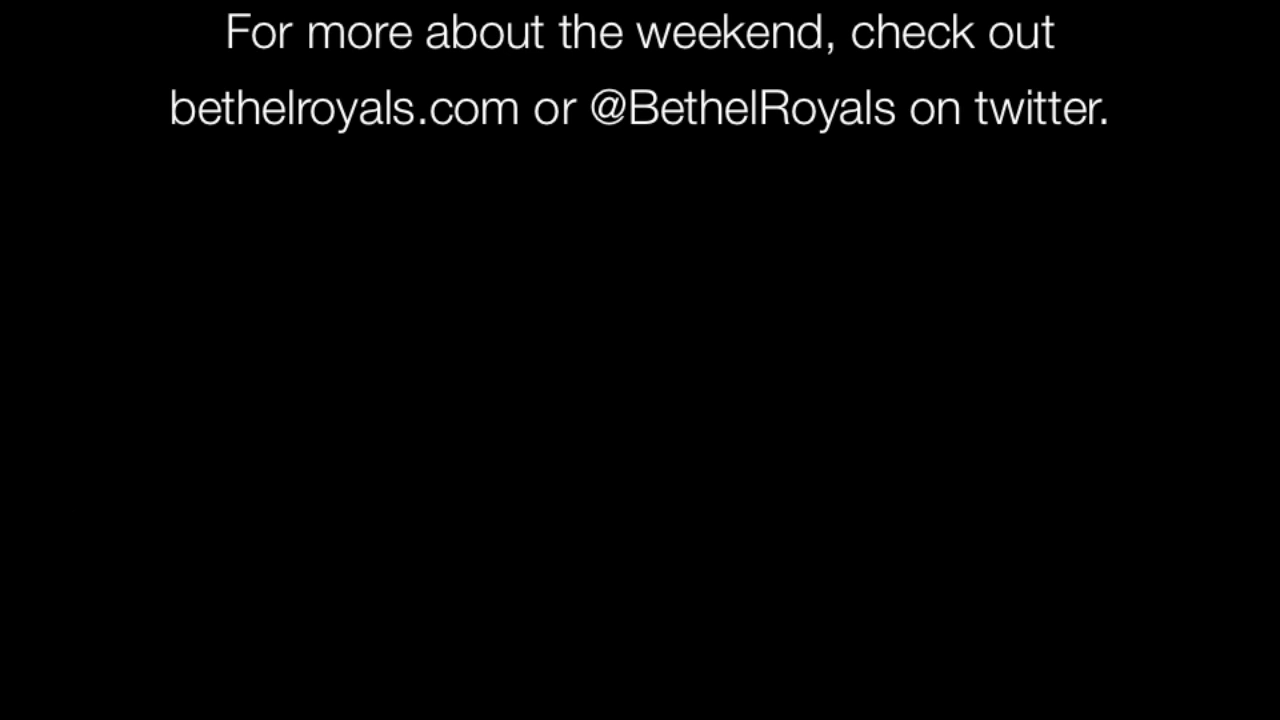 For more about the weekend, check out
bethelroyals.com or @BethelRoyals on twitter.